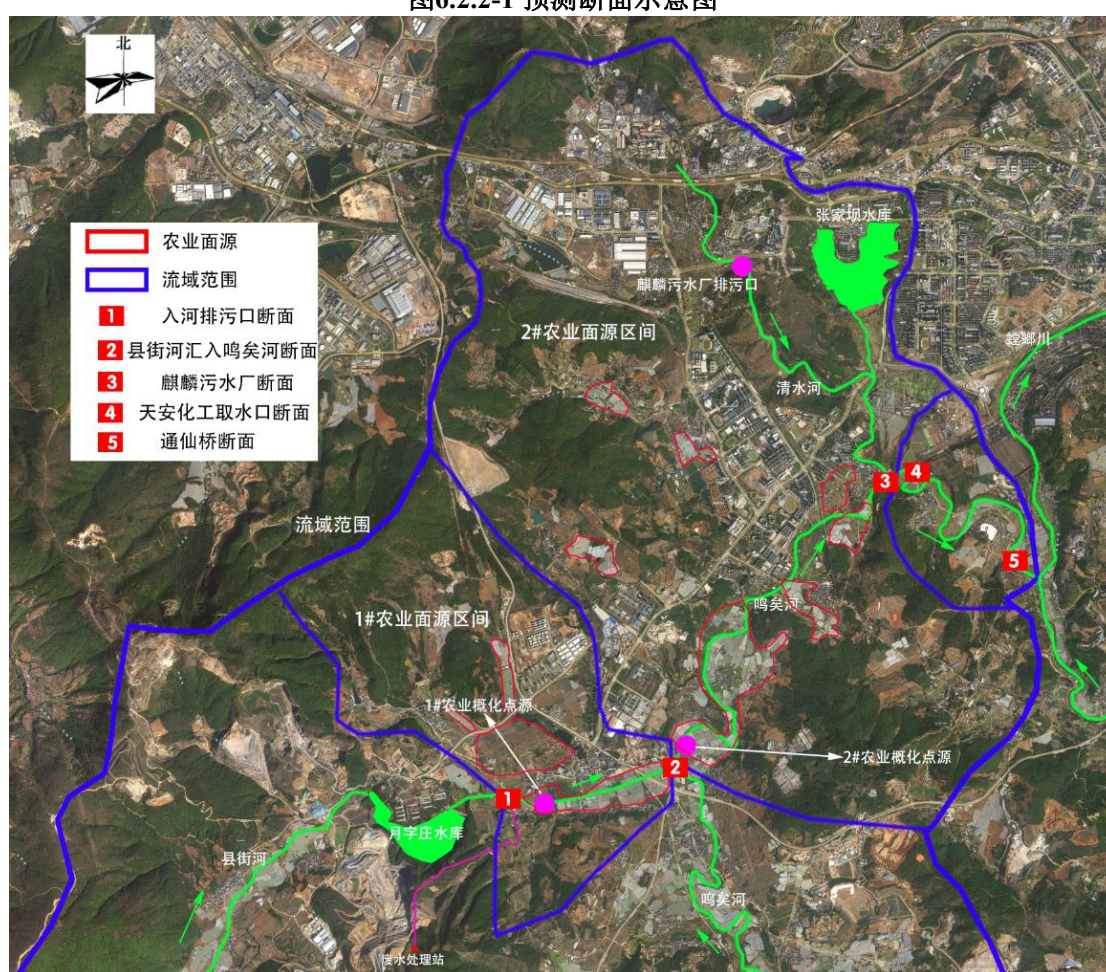 图6.2.2-1 预测断面示意图
北
张家坝水库
农业面源
流域范围
1 入河排污口断面
2 县街河汇入鸣矣河断面
3 麒麟污水厂断面
4 天安化工取水口断面
5 通仙桥断面
麒麟污水厂排污口
2#农业面源区间
螳螂川
清水河
3
4
流域范围
5
鸣矣河
1#农业面源区间
1#农业概化点源
2#农业概化点源
2
1
月字庄水库
县街河
鸣矣河
废水处理站